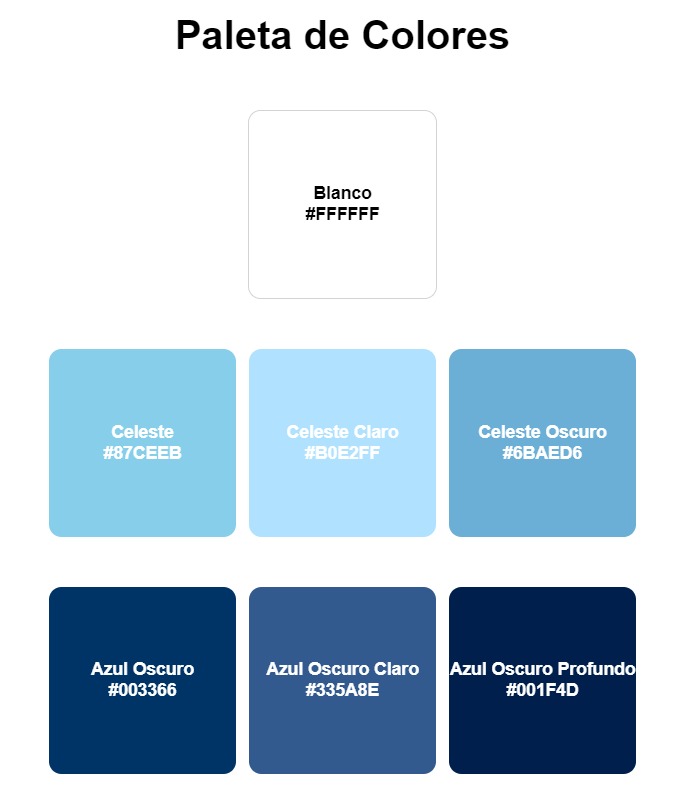 Paleta de Colores
Blanco
#FFFFFF
Celeste
#87CEEB
Celeste Claro
#B0E2FF
Celeste Oscuro
#6BAED6
Azul Oscuro
#003366
Azul Oscuro Claro
#335A8E
Azul Oscuro Profundo
#001F4D